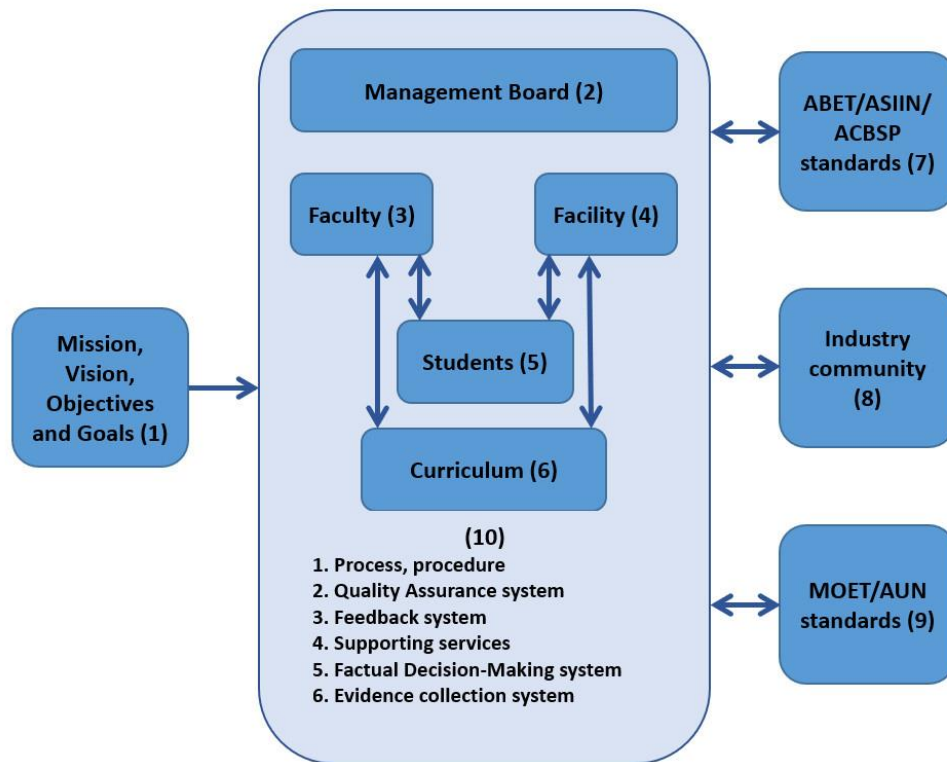 Management Board (2)
ABET/ASIIN/
ACBSP
standards (7)
Faculty (3)
Facility (4)
Mission,
Vision,
Objectives
and Goals (1)
Students (5)
Industry
community
(8)
Curriculum (6)
(10)
1. Process, procedure
2. Quality Assurance system
3. Feedback system
4. Supporting services
5. Factual Decision-Making system
6. Evidence collection system
MOET/AUN
standards (9)